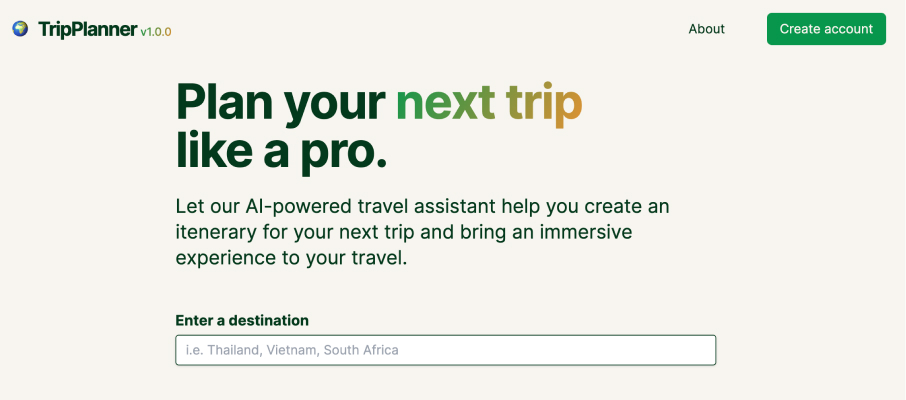 TripPlanner v1.0.0
About
Create account
Plan your next trip
like a pro.
Let our AI-powered travel assistant help you create an
itenerary for your next trip and bring an immersive
experience to your travel.
Enter a destination
i.e. Thailand, Vietnam, South Africa